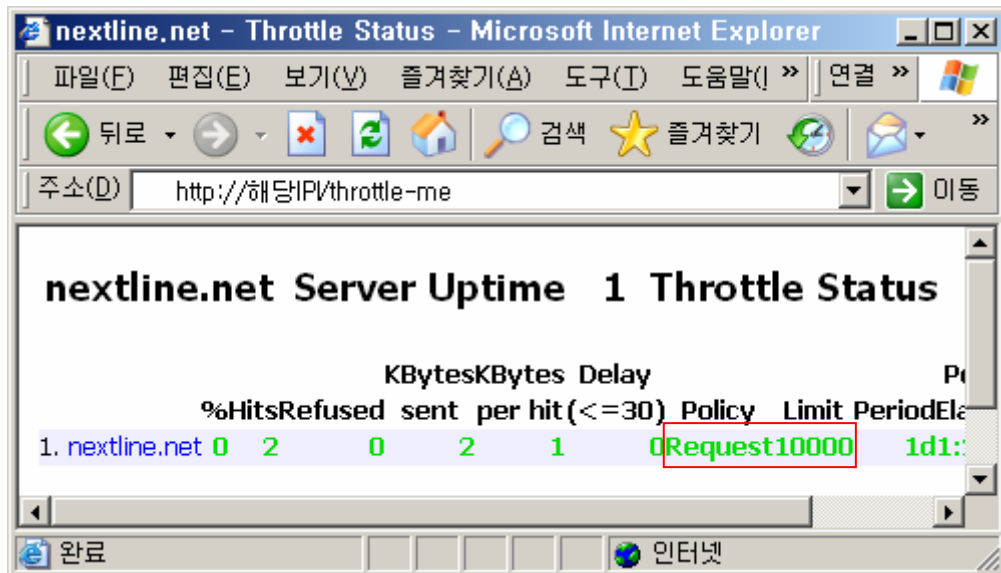 nextline.net - Throttle Status - Microsoft Internet Explorer
파일(F) 편집(E) 보기(V) 즐겨찾기(A) 도구(T) 도움말( » 연결 »
뒤로 검색 즐겨찾기 »
주소(D) http://해당IP/throttle-me 이동
nextline.net Server Uptime 1 Throttle Status
KBytes KBytes Delay
%Hits Refused sent per hit (<=30) Policy Limit Period
1. nextline.net 0 2 0 2 1 0 Request 10000 1d1:
완료 인터넷